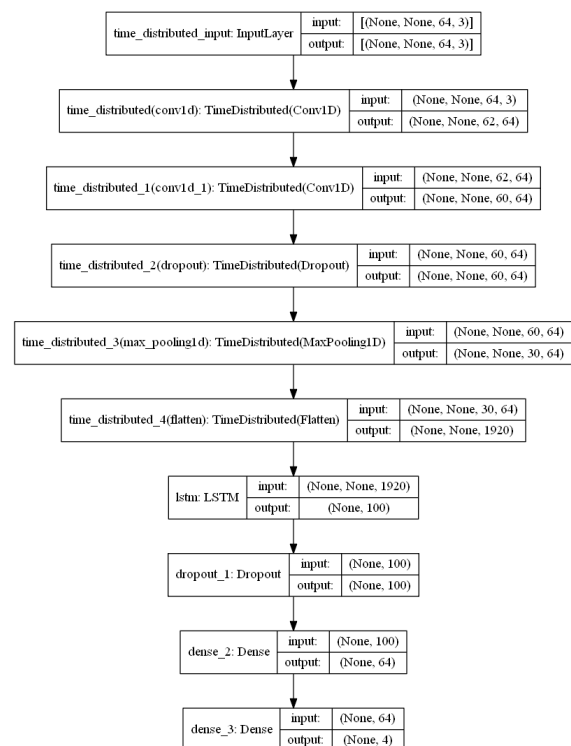 time_distributed_input: InputLayer
input: [(None, None, 64, 3)]
output: [(None, None, 64, 3)]
time_distributed(conv1d): TimeDistributed(Conv1D)
input: (None, None, 64, 3)
output: (None, None, 62, 64)
time_distributed_1(conv1d_1): TimeDistributed(Conv1D)
input: (None, None, 62, 64)
output: (None, None, 60, 64)
time_distributed_2(dropout): TimeDistributed(Dropout)
input: (None, None, 60, 64)
output: (None, None, 60, 64)
time_distributed_3(max_pooling1d): TimeDistributed(MaxPooling1D)
input: (None, None, 60, 64)
output: (None, None, 30, 64)
time_distributed_4(flatten): TimeDistributed(Flatten)
input: (None, None, 30, 64)
output: (None, None, 1920)
lstm: LSTM
input: (None, None, 1920)
output: (None, 100)
dropout_1: Dropout
input: (None, 100)
output: (None, 100)
dense_2: Dense
input: (None, 100)
output: (None, 64)
dense_3: Dense
input: (None, 64)
output: (None, 4)